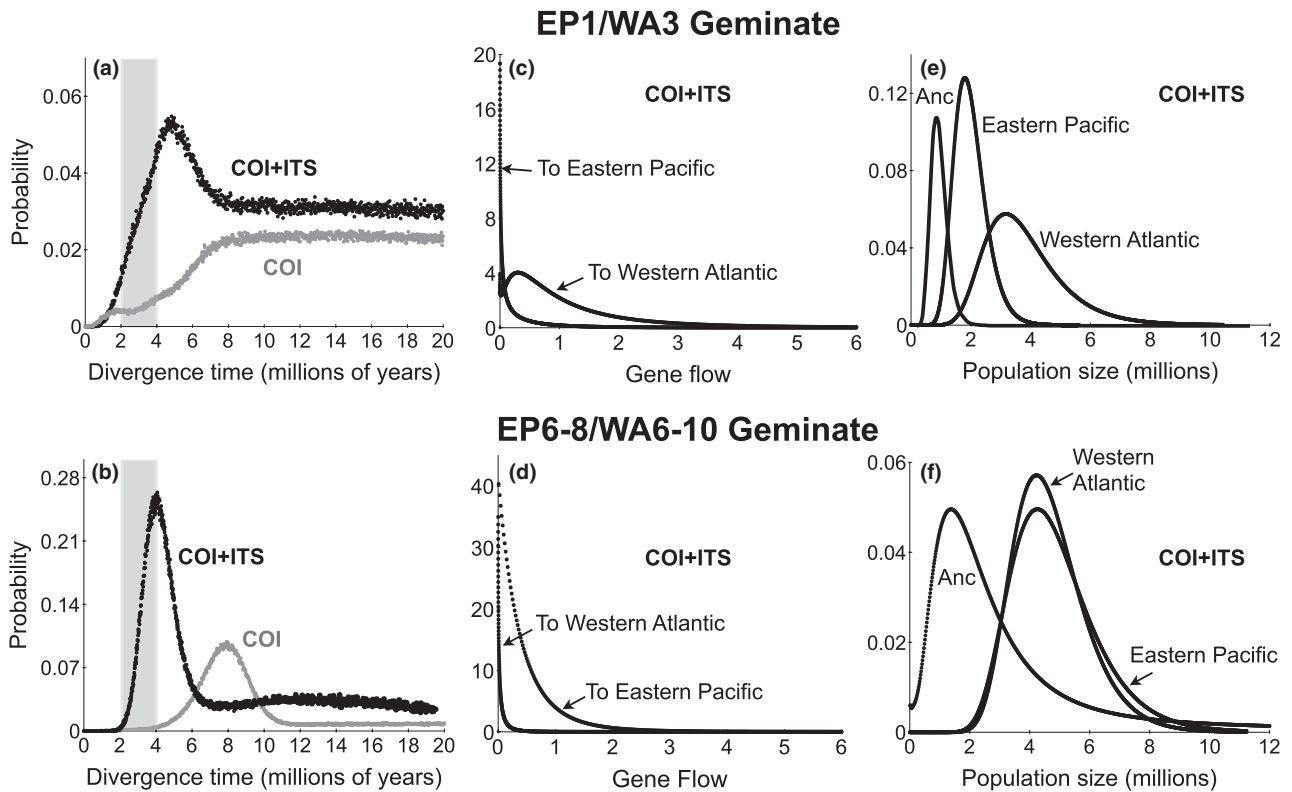 EP1/WA3 Geminate
(a)
0.06
0.04
0.02
0
Probability
COI+ITS
COI
0 2 4 6 8 10 12 14 16 18 20
Divergence time (millions of years)
(c)
20
16
12
8
4
0
COI+ITS
To Eastern Pacific
To Western Atlantic
0 1 2 3 4 5 6
Gene flow
(e)
0.12
0.08
0.04
0
COI+ITS
Anc
Eastern Pacific
Western Atlantic
0 2 4 6 8 10 12
Population size (millions)
EP6-8/WA6-10 Geminate
(b)
0.28
0.21
0.14
0.07
0
Probability
COI+ITS
COI
0 2 4 6 8 10 12 14 16 18 20
Divergence time (millions of years)
(d)
40
30
20
10
0
COI+ITS
To Western Atlantic
To Eastern Pacific
0 1 2 3 4 5 6
Gene Flow
(f)
0.06
0.04
0.02
0
Western
Atlantic
COI+ITS
Anc
Eastern Pacific
0 2 4 6 8 10 12
Population size (millions)